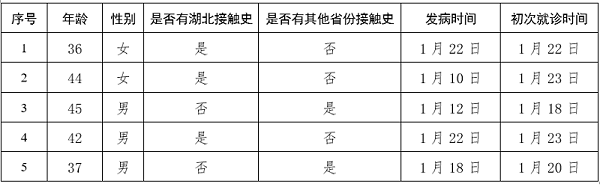 序号 年龄 性别 是否有湖北接触史 是否有其他省份接触史 发病时间 初次就诊时间
1 36 女 是 否 1 月 22 日 1 月 22 日
2 44 女 是 否 1 月 10 日 1 月 23 日
3 45 男 否 是 1 月 12 日 1 月 18 日
4 42 男 是 否 1 月 22 日 1 月 23 日
5 37 男 否 是 1 月 18 日 1 月 20 日